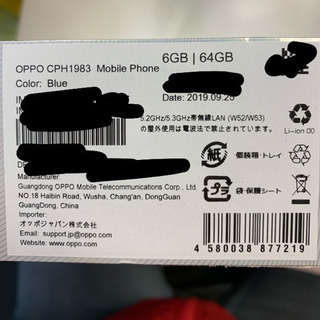 6GB | 64GB
OPPO CPH1983 Mobile Phone
Color: Blue
Date: 2019.09.25
5.2GHz/5.3GHz帯無線LAN (W52/W53)
の屋外使用は電波法で禁止されています。
Li-ion 00
紙 個装箱・トレイ
プラ 袋・保護シート
Manufacturer:
Guangdong OPPO Mobile Telecommunications Corp., Ltd.
NO.18 Haibin Road, Wusha, Chang'an, DongGuan
GuangDong, China
Importer:
オッポジャパン株式会社
Email: support.jp@oppo.com
Website: www.oppo.com
4 580038 877219